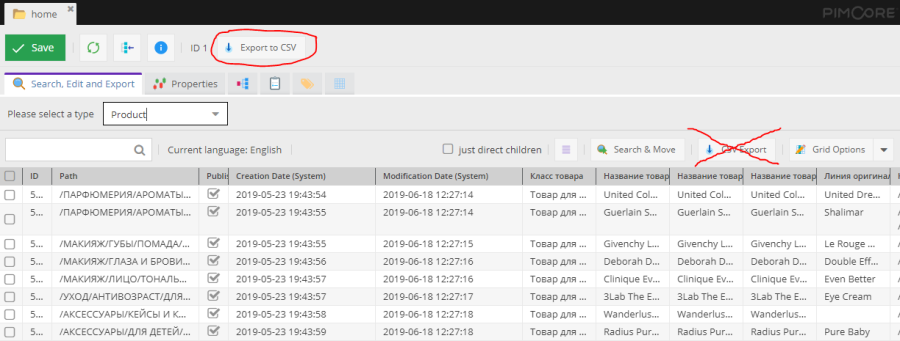 home
PIMCORE
Save
ID 1
Export to CSV
Search, Edit and Export
Properties
Please select a type
Product
Current language: English
just direct children
Search & Move
CSV Export
Grid Options
ID Path Publis Creation Date (System) Modification Date (System) Класс товара Название товар Название товар Название товар Линия оригинал
5... /ПАРФЮМЕРИЯ/АРОМАТЫ... 2019-05-23 19:43:54 2019-06-18 12:27:14 Товар для ... United Col... United Col... United Col... United Dre...
5... /ПАРФЮМЕРИЯ/АРОМАТЫ... 2019-05-23 19:43:55 2019-06-18 12:27:14 Товар для ... Guerlain S... Guerlain S... Guerlain S... Shalimar
5... /МАКИЯЖ/ГУБЫ/ПОМАДА/... 2019-05-23 19:43:55 2019-06-18 12:27:15 Товар для ... Givenchy L... Givenchy L... Givenchy L... Le Rouge ...
5... /МАКИЯЖ/ГЛАЗА И БРОВИ... 2019-05-23 19:43:56 2019-06-18 12:27:16 Товар для ... Deborah D... Deborah D... Deborah D... Double Eff...
5... /МАКИЯЖ/ЛИЦО/ТОНАЛЬ... 2019-05-23 19:43:57 2019-06-18 12:27:16 Товар для ... Clinique Ev... Clinique Ev... Clinique Ev... Even Better
5... /УХОД/АНТИВОЗРАСТ/ДЛЯ... 2019-05-23 19:43:57 2019-06-18 12:27:17 Товар для ... 3Lab The E... 3Lab The E... 3Lab The E... Eye Cream
5... /АКСЕССУАРЫ/КЕЙСЫ И К... 2019-05-23 19:43:58 2019-06-18 12:27:18 Товар для ... Wanderlus... Wanderlus... Wanderlus...
5... /АКСЕССУАРЫ/ДЛЯ ДЕТЕЙ/... 2019-05-23 19:43:59 2019-06-18 12:27:18 Товар для ... Radius Pur... Radius Pur... Radius Pur... Pure Baby